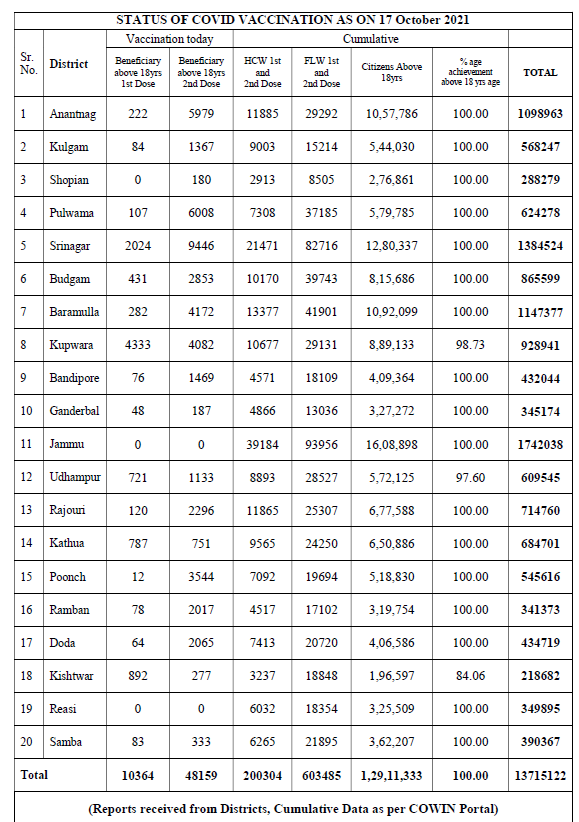 STATUS OF COVID VACCINATION AS ON 17 October 2021
Sr. No. District Vaccination today Cumulative
Beneficiary above 18yrs 1st Dose Beneficiary above 18yrs 2nd Dose HCW 1st and 2nd Dose FLW 1st and 2nd Dose Citizens Above 18yrs % age achievement above 18 yrs age TOTAL
1 Anantnag 222 5979 11885 29292 10,57,786 100.00 1098963
2 Kulgam 84 1367 9003 15214 5,44,030 100.00 568247
3 Shopian 0 180 2913 8505 2,76,861 100.00 288279
4 Pulwama 107 6008 7308 37185 5,79,785 100.00 624278
5 Srinagar 2024 9446 21471 82716 12,80,337 100.00 1384524
6 Budgam 431 2853 10170 39743 8,15,686 100.00 865599
7 Baramulla 282 4172 13377 41901 10,92,099 100.00 1147377
8 Kupwara 4333 4082 10677 29131 8,89,133 98.73 928941
9 Bandipore 76 1469 4571 18109 4,09,364 100.00 432044
10 Ganderbal 48 187 4866 13036 3,27,272 100.00 345174
11 Jammu 0 0 39184 93956 16,08,898 100.00 1742038
12 Udhampur 721 1133 8893 28527 5,72,125 97.60 609545
13 Rajouri 120 2296 11865 25307 6,77,588 100.00 714760
14 Kathua 787 751 9565 24250 6,50,886 100.00 684701
15 Poonch 12 3544 7092 19694 5,18,830 100.00 545616
16 Ramban 78 2017 4517 17102 3,19,754 100.00 341373
17 Doda 64 2065 7413 20720 4,06,586 100.00 434719
18 Kishtwar 892 277 3237 18848 1,96,597 84.06 218682
19 Reasi 0 0 6032 18354 3,25,509 100.00 349895
20 Samba 83 333 6265 21895 3,62,207 100.00 390367
Total 10364 48159 200304 603485 1,29,11,333 100.00 13715122
(Reports received from Districts, Cumulative Data as per COWIN Portal)